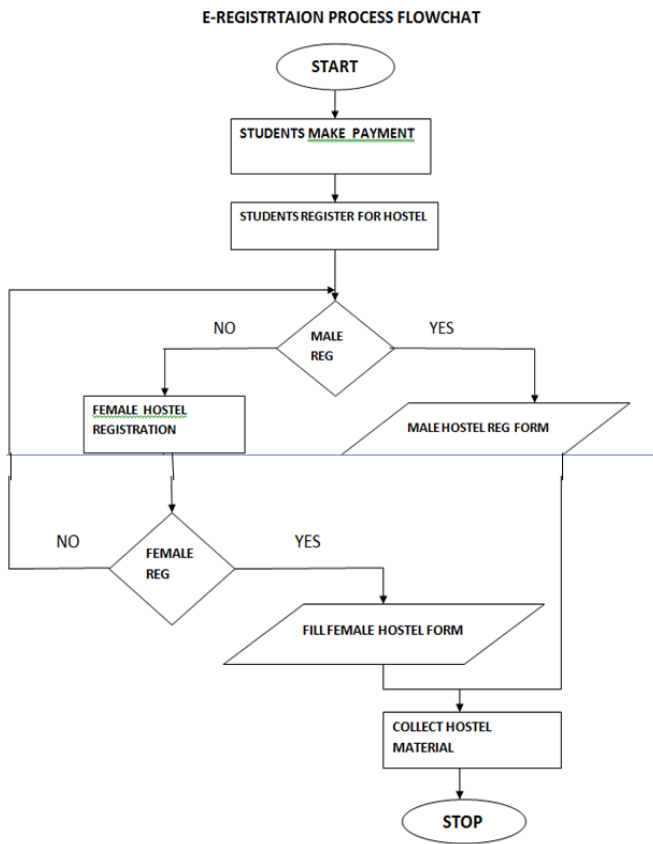 E-REGISTRTAION PROCESS FLOWCHAT
START
STUDENTS MAKE PAYMENT
STUDENTS REGISTER FOR HOSTEL
NO
MALE
REG
YES
FEMALE HOSTEL
REGISTRATION
MALE HOSTEL REG FORM
NO
FEMALE
REG
YES
FILL FEMALE HOSTEL FORM
COLLECT HOSTEL
MATERIAL
STOP